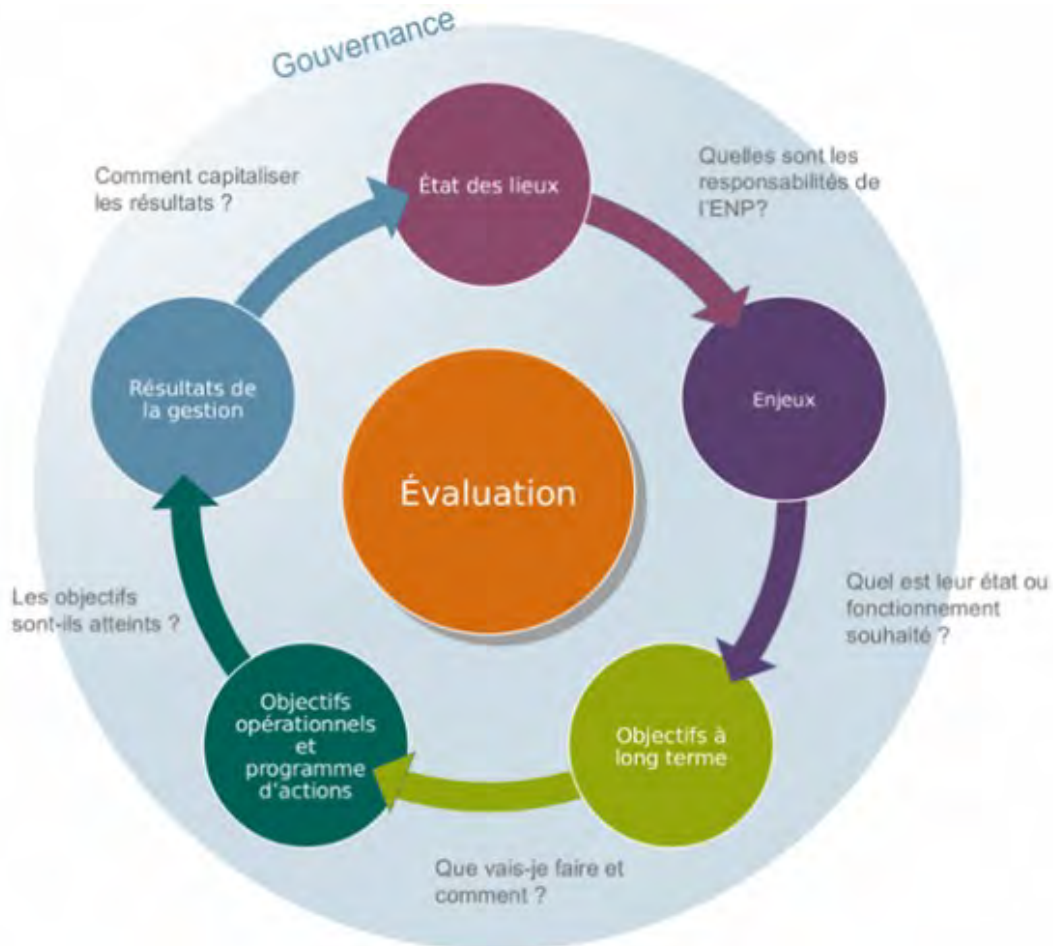 Gouvernance
État des lieux
Quelles sont les
responsabilités de
l'ENP?
Enjeux
Quel est leur état ou
fonctionnement
souhaité ?
Objectifs à
long terme
Que vais-je faire et
comment ?
Objectifs
opérationnels
et
programme
d'actions
Les objectifs
sont-ils atteints ?
Résultats de
la gestion
Comment capitaliser
les résultats ?
Évaluation